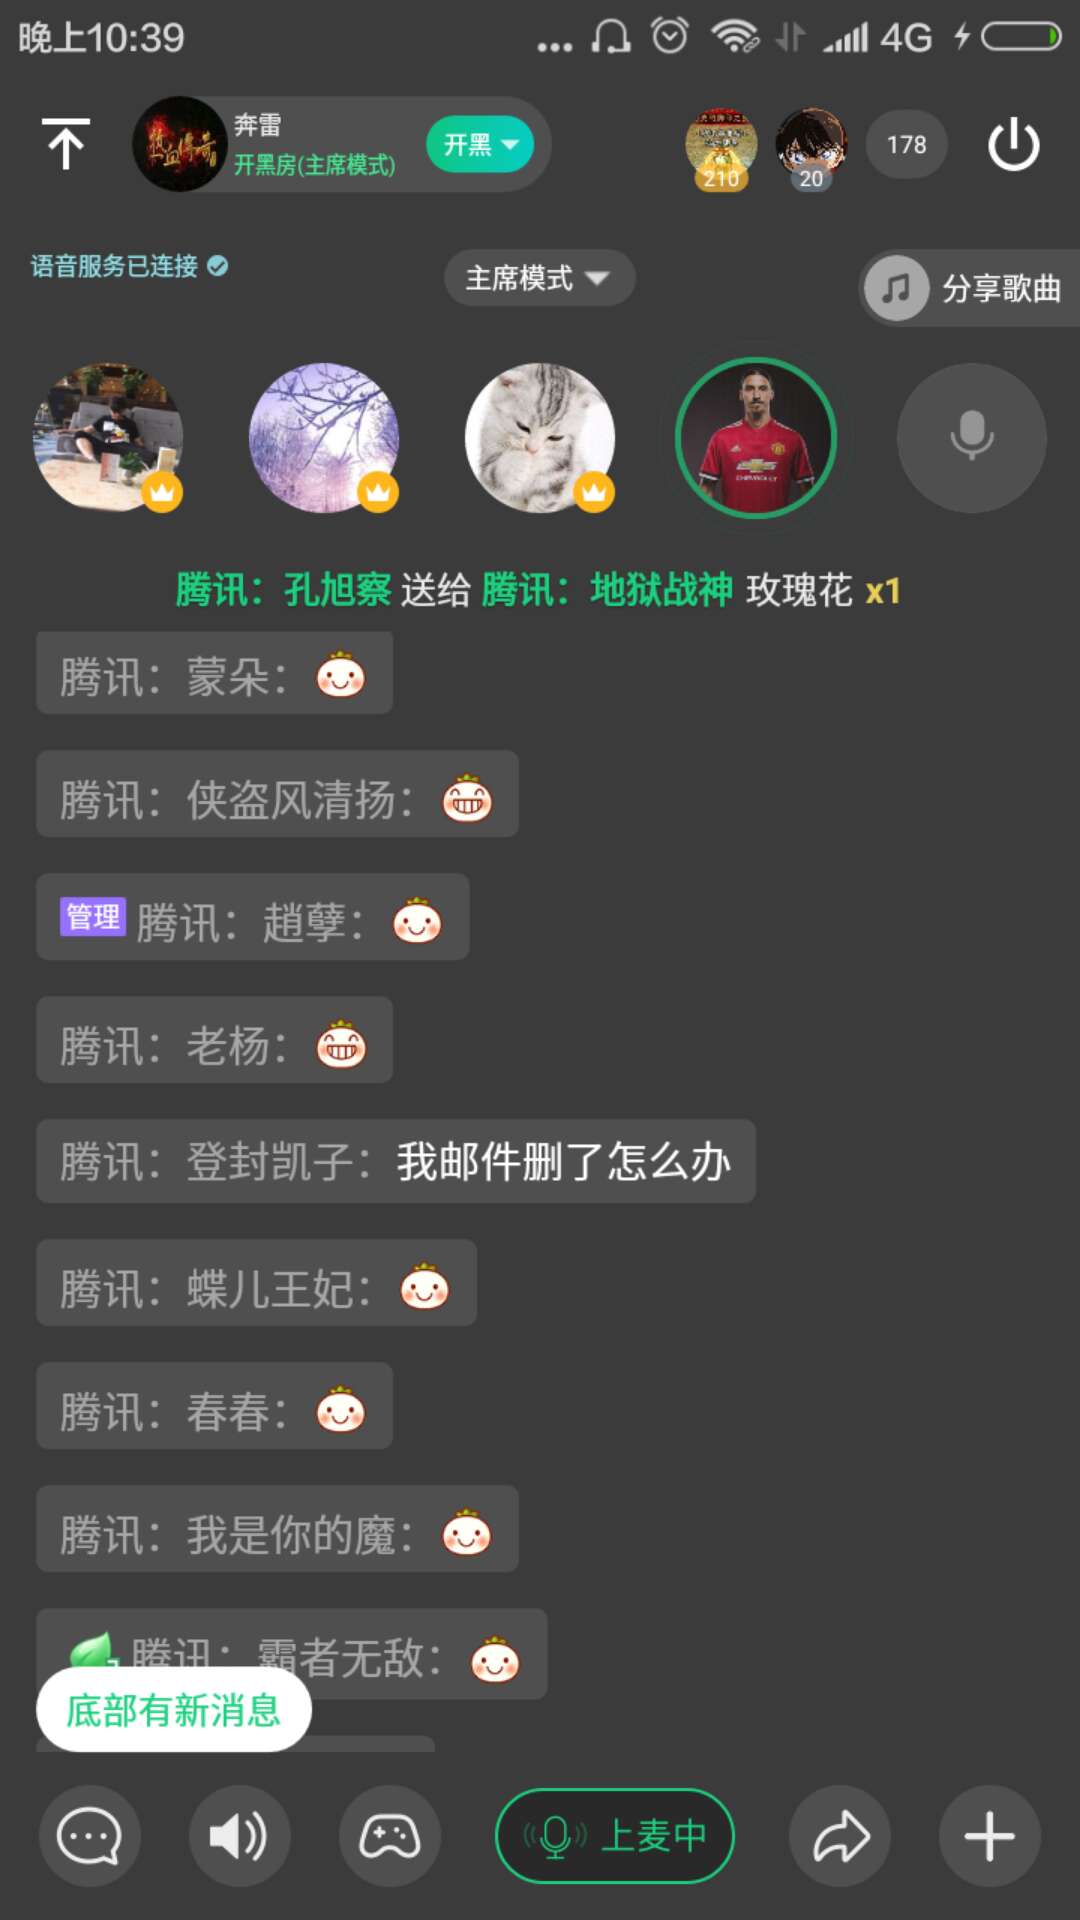 晚上10:39
4G
奔雷
开黑房(主席模式)
开黑
210
20
178
语音服务已连接
主席模式
分享歌曲
腾讯：孔旭察 送给 腾讯：地狱战神 玫瑰花 x1
腾讯：蒙朵：
腾讯：侠盗风清扬：
管理 腾讯：趙孽：
腾讯：老杨：
腾讯：登封凯子：我邮件删了怎么办
腾讯：蝶儿王妃：
腾讯：春春：
腾讯：我是你的魔：
腾讯：霸者无敌：
底部有新消息
上麦中